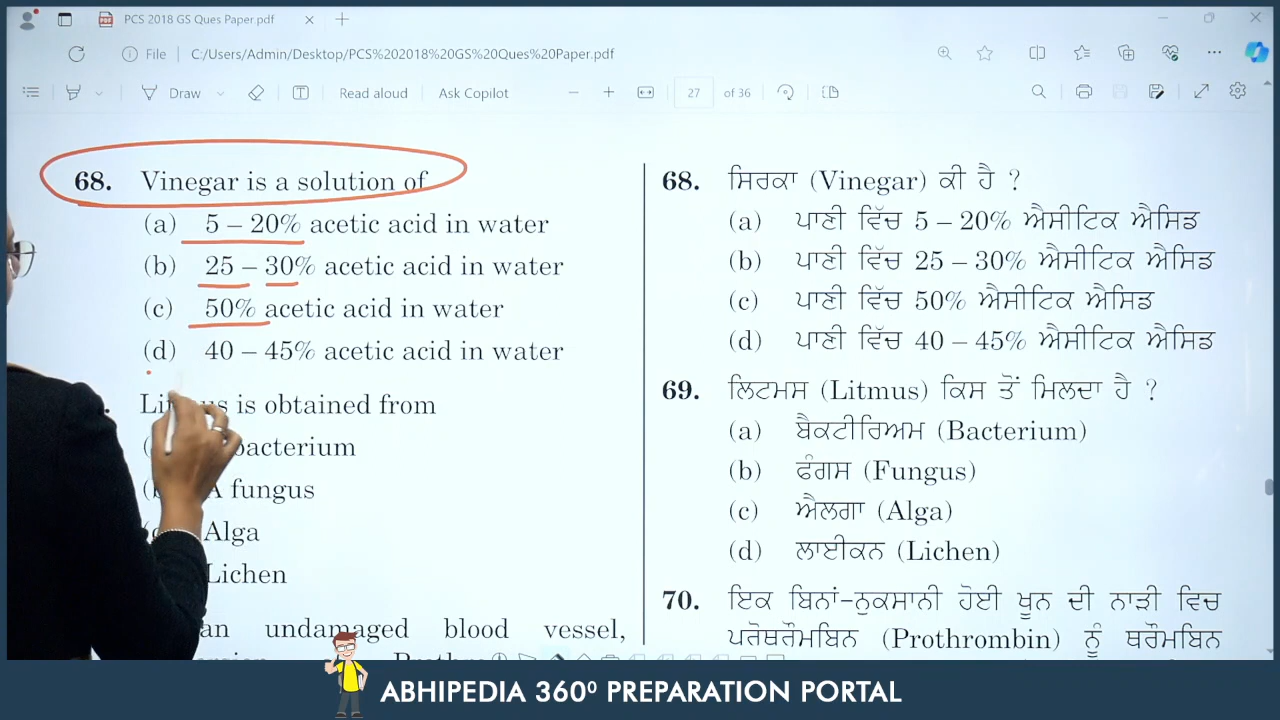 PCS 2018 GS Ques Paper.pdf
File C:/Users/Admin/Desktop/PCS%202018%20GS%20Ques%20Paper.pdf
Draw Read aloud Ask Copilot 27 of 36
68. Vinegar is a solution of
(a) 5 – 20% acetic acid in water
(b) 25 – 30% acetic acid in water
(c) 50% acetic acid in water
(d) 40 – 45% acetic acid in water
is obtained from
bacterium
A fungus
Alga
Lichen
an undamaged blood vessel,
68. ਸਿਰਕਾ (Vinegar) ਕੀ ਹੈ ?
(a) ਪਾਣੀ ਵਿੱਚ 5 – 20% ਐਸੀਟਿਕ ਐਸਿਡ
(b) ਪਾਣੀ ਵਿੱਚ 25 – 30% ਐਸੀਟਿਕ ਐਸਿਡ
(c) ਪਾਣੀ ਵਿੱਚ 50% ਐਸੀਟਿਕ ਐਸਿਡ
(d) ਪਾਣੀ ਵਿੱਚ 40 – 45% ਐਸੀਟਿਕ ਐਸਿਡ
69. ਲਿਟਮਸ (Litmus) ਕਿਸ ਤੋਂ ਮਿਲਦਾ ਹੈ ?
(a) ਬੈਕਟੀਰਿਅਮ (Bacterium)
(b) ਫੰਗਸ (Fungus)
(c) ਐਲਗਾ (Alga)
(d) ਲਾਈਕਨ (Lichen)
70. ਇਕ ਬਿਨਾਂ-ਨੁਕਸਾਨੀ ਹੋਈ ਖੂਨ ਦੀ ਨਾੜੀ ਵਿਚ
ਪਰੋਥਰੌਮਬਿਨ (Prothrombin) ਨੂੰ ਥਰੌਮਬਿਨ
ABHIPEDIA 360⁰ PREPARATION PORTAL